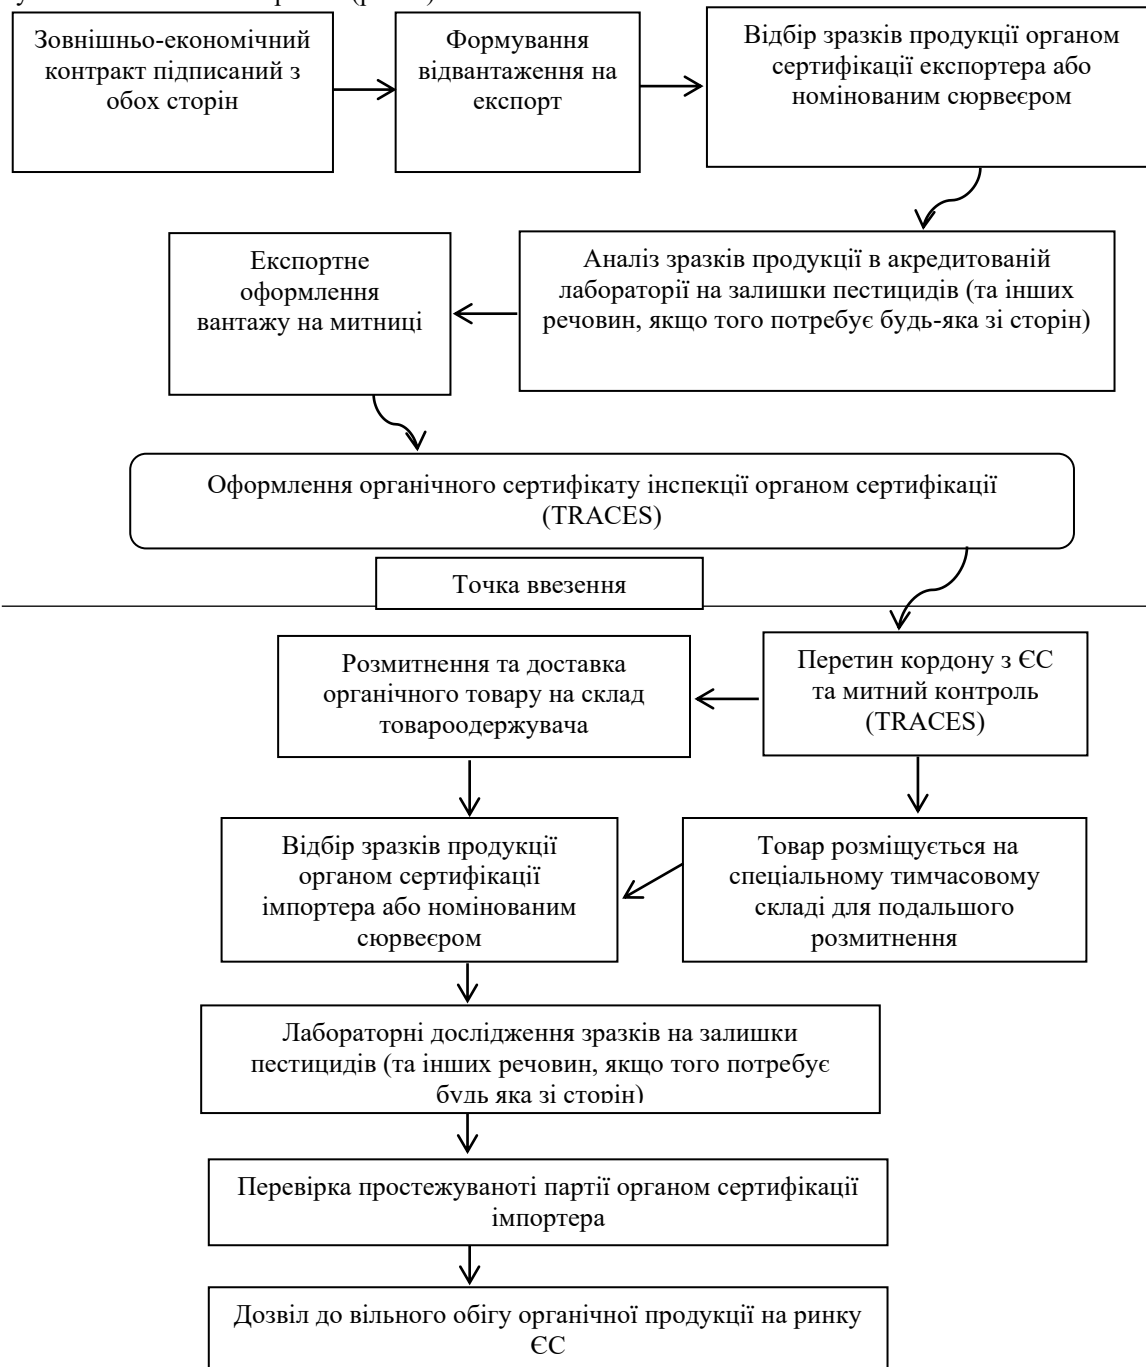 Зовнішньо-економічний
контракт підписаний з
обох сторін
Формування
відвантаження на
експорт
Відбір зразків продукції органом
сертифікації експортера або
номінованим сюрвеєром
Експортне
оформлення
вантажу на митниці
Аналіз зразків продукції в акредитованій
лабораторії на залишки пестицидів (та інших
речовин, якщо того потребує будь-яка зі сторін)
Оформлення органічного сертифікату інспекції органом сертифікації
(TRACES)
Точка ввезення
Розмитнення та доставка
органічного товару на склад
товароодержувача
Перетин кордону з ЄС
та митний контроль
(TRACES)
Відбір зразків продукції
органом сертифікації
імпортера або номінованим
сюрвеєром
Товар розміщується на
спеціальному тимчасовому
складі для подальшого
розмитнення
Лабораторні дослідження зразків на залишки
пестицидів (та інших речовин, якщо того потребує
будь яка зі сторін)
Перевірка простежуваноті партії органом сертифікації
імпортера
Дозвіл до вільного обігу органічної продукції на ринку
ЄС